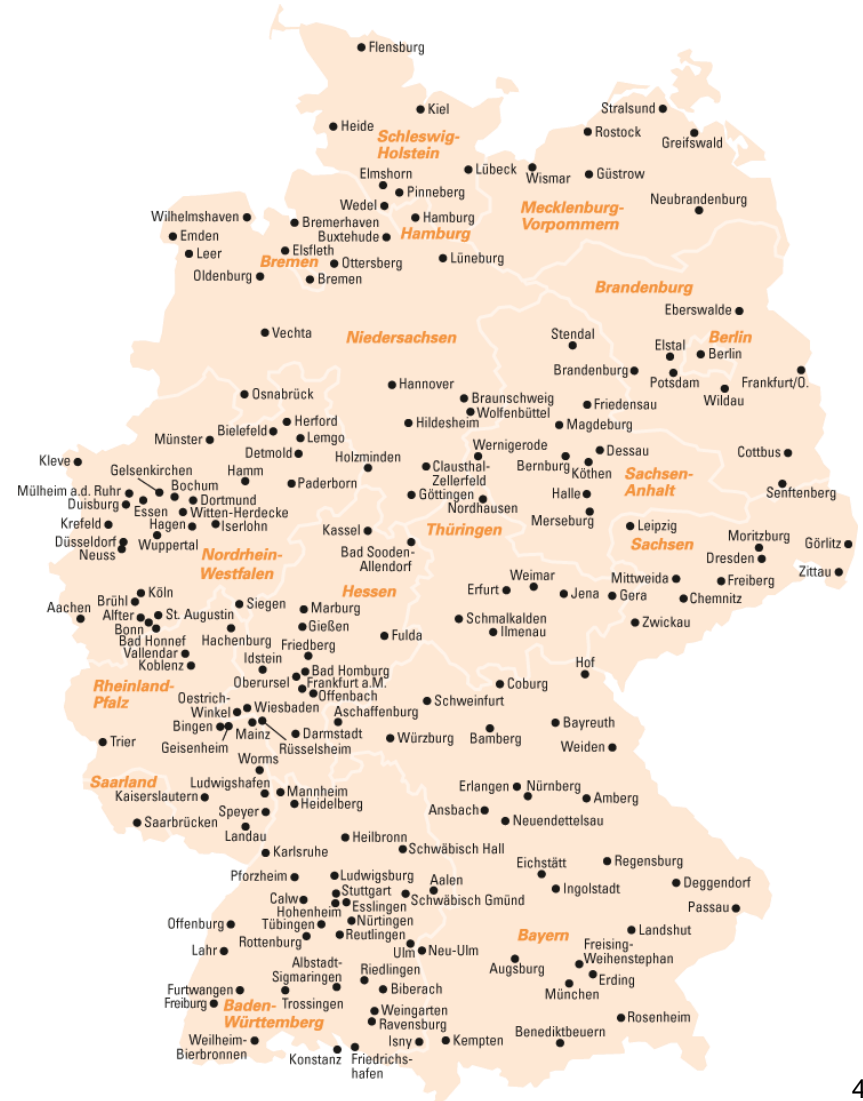 Flensburg
Kiel
Stralsund
Heide
Rostock
Greifswald
Schleswig-
Holstein
Lübeck
Wismar
Güstrow
Elmshorn
Pinneberg
Neubrandenburg
Wedel
Mecklenburg-
Vorpommern
Wilhelmshaven
Bremerhaven
Hamburg
Emden
Buxtehude
Hamburg
Leer
Elsfleth
Bremen
Ottersberg
Lüneburg
Oldenburg
Bremen
Brandenburg
Eberswalde
Vechta
Niedersachsen
Stendal
Berlin
Elstal
Berlin
Brandenburg
Potsdam
Frankfurt/O.
Wildau
Hannover
Osnabrück
Braunschweig
Wolfenbüttel
Friedensau
Herford
Hildesheim
Magdeburg
Bielefeld
Lemgo
Münster
Detmold
Wernigerode
Dessau
Cottbus
Kleve
Holzminden
Clausthal-
Zellerfeld
Bernburg
Köthen
Gelsenkirchen
Hamm
Sachsen-
Anhalt
Bochum
Paderborn
Mülheim a.d. Ruhr
Dortmund
Göttingen
Halle
Senftenberg
Duisburg
Essen
Witten-Herdecke
Nordhausen
Merseburg
Krefeld
Hagen
Iserlohn
Kassel
Thüringen
Leipzig
Düsseldorf
Wuppertal
Sachsen
Moritzburg
Görlitz
Neuss
Nordrhein-
Westfalen
Bad Sooden-
Allendorf
Dresden
Weimar
Zittau
Mittweida
Freiberg
Köln
Hessen
Erfurt
Jena
Gera
Chemnitz
Brühl
Siegen
Marburg
Aachen
Alfter
St. Augustin
Schmalkalden
Zwickau
Bonn
Gießen
Ilmenau
Bad Honnef
Hachenburg
Fulda
Vallendar
Friedberg
Koblenz
Idstein
Hof
Bad Homburg
Oberursel
Frankfurt a.M.
Coburg
Rheinland-
Pfalz
Offenbach
Oestrich-
Winkel
Wiesbaden
Schweinfurt
Aschaffenburg
Bingen
Mainz
Bayreuth
Geisenheim
Rüsselsheim
Darmstadt
Würzburg
Bamberg
Trier
Weiden
Worms
Saarland
Ludwigshafen
Mannheim
Erlangen
Nürnberg
Kaiserslautern
Heidelberg
Amberg
Speyer
Ansbach
Saarbrücken
Neuendettelsau
Landau
Heilbronn
Karlsruhe
Schwäbisch Hall
Eichstätt
Regensburg
Pforzheim
Ludwigsburg
Aalen
Deggendorf
Stuttgart
Ingolstadt
Calw
Esslingen
Schwäbisch Gmünd
Hohenheim
Passau
Offenburg
Tübingen
Nürtingen
Landshut
Rottenburg
Reutlingen
Bayern
Lahr
Ulm
Neu-Ulm
Freising-
Weihenstephan
Albstadt-
Sigmaringen
Riedlingen
Augsburg
Erding
Furtwangen
Biberach
München
Freiburg
Trossingen
Baden-
Württemberg
Weingarten
Ravensburg
Rosenheim
Weilheim-
Bierbronnen
Isny
Kempten
Benediktbeuern
Konstanz
Friedrichs-
hafen
4